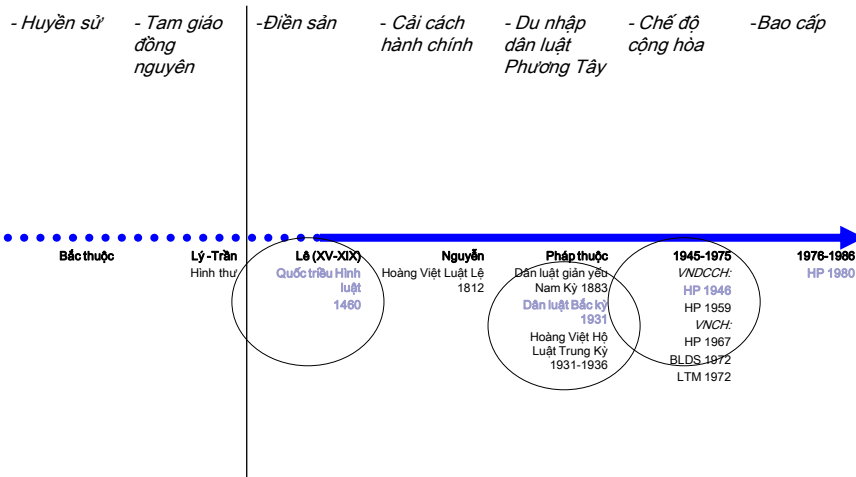 - Huyền sử
- Tam giáo
đồng
nguyên
-Điền sản
- Cải cách
hành chính
- Du nhập
dân luật
Phương Tây
- Chế độ
cộng hòa
-Bao cấp
Bắc thuộc
Lý -Trần
Hình thư
Lê (XV-XIX)
Quốc triều Hình
luật
1460
Nguyễn
Hoàng Việt Luật Lệ
1812
Pháp thuộc
Dân luật giản yếu
Nam Kỳ 1883
Dân luật Bắc kỳ
1931
Hoàng Việt Hộ
Luật Trung Kỳ
1931-1936
1945-1975
VNDCCH:
HP 1946
HP 1959
VNCH:
HP 1967
BLDS 1972
LTM 1972
1976-1986
HP 1980